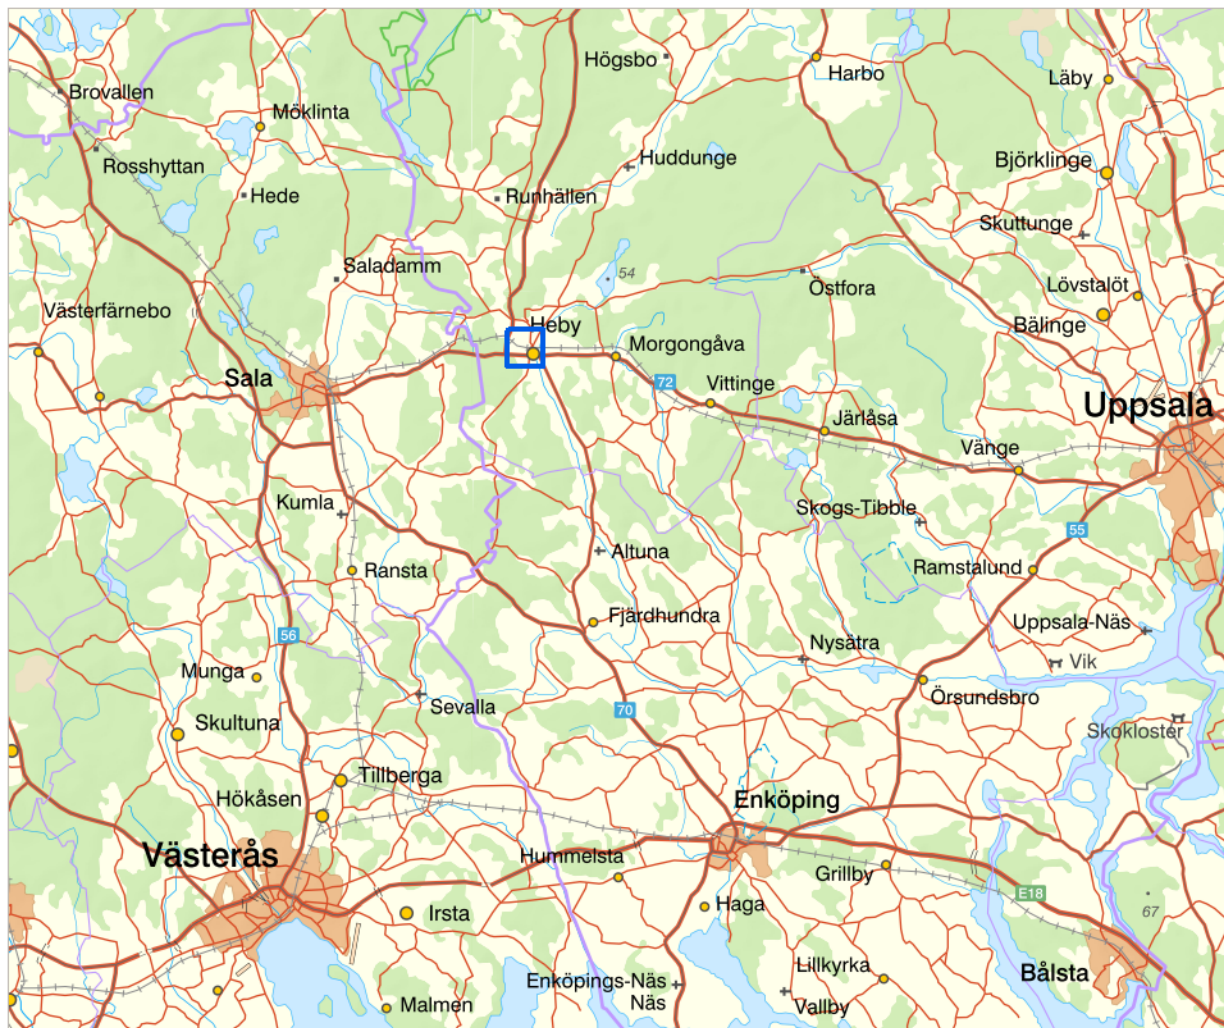 Högsbo
Harbo
Läby
Brovallen
Möklinta
Rosshyttan
Huddunge
Björklinge
Hede
Runhällen
Skuttunge
Saladamm
54
Östfora
Lövstalöt
Västerfärnebo
Heby
Bälinge
Morgongåva
Sala
72
Vittinge
Uppsala
Järlåsa
Vänge
Kumla
Skogs-Tibble
55
Altuna
Ransta
Ramstalund
Fjärdhundra
Uppsala-Näs
56
Nysätra
Vik
Munga
Örsundsbro
Sevalla
70
Skultuna
Skokloster
Tillberga
Hökåsen
Enköping
Västerås
Hummelsta
Grillby
E18
Irsta
Haga
67
Lillkyrka
Bålsta
Enköpings-Näs
Näs
Malmen
Vallby